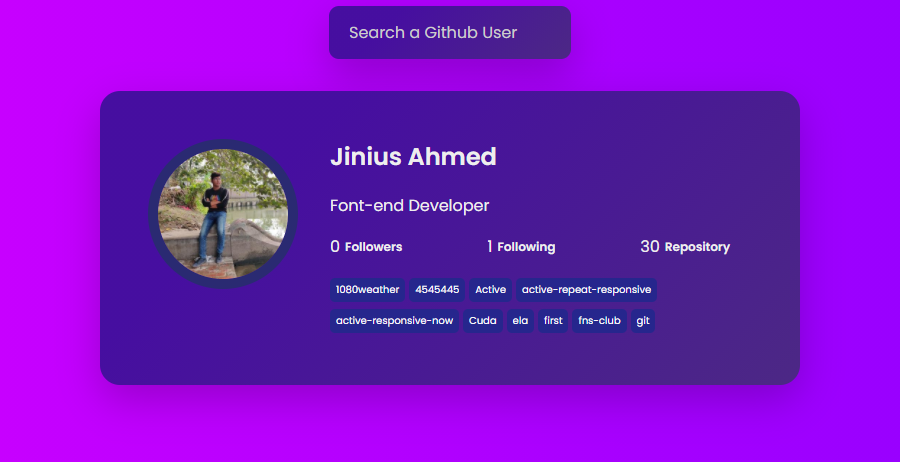 Search a Github User
Jinius Ahmed
Font-end Developer
0 Followers 1 Following 30 Repository
1080weather 4545445 Active active-repeat-responsive
active-responsive-now Cuda ela first fns-club git